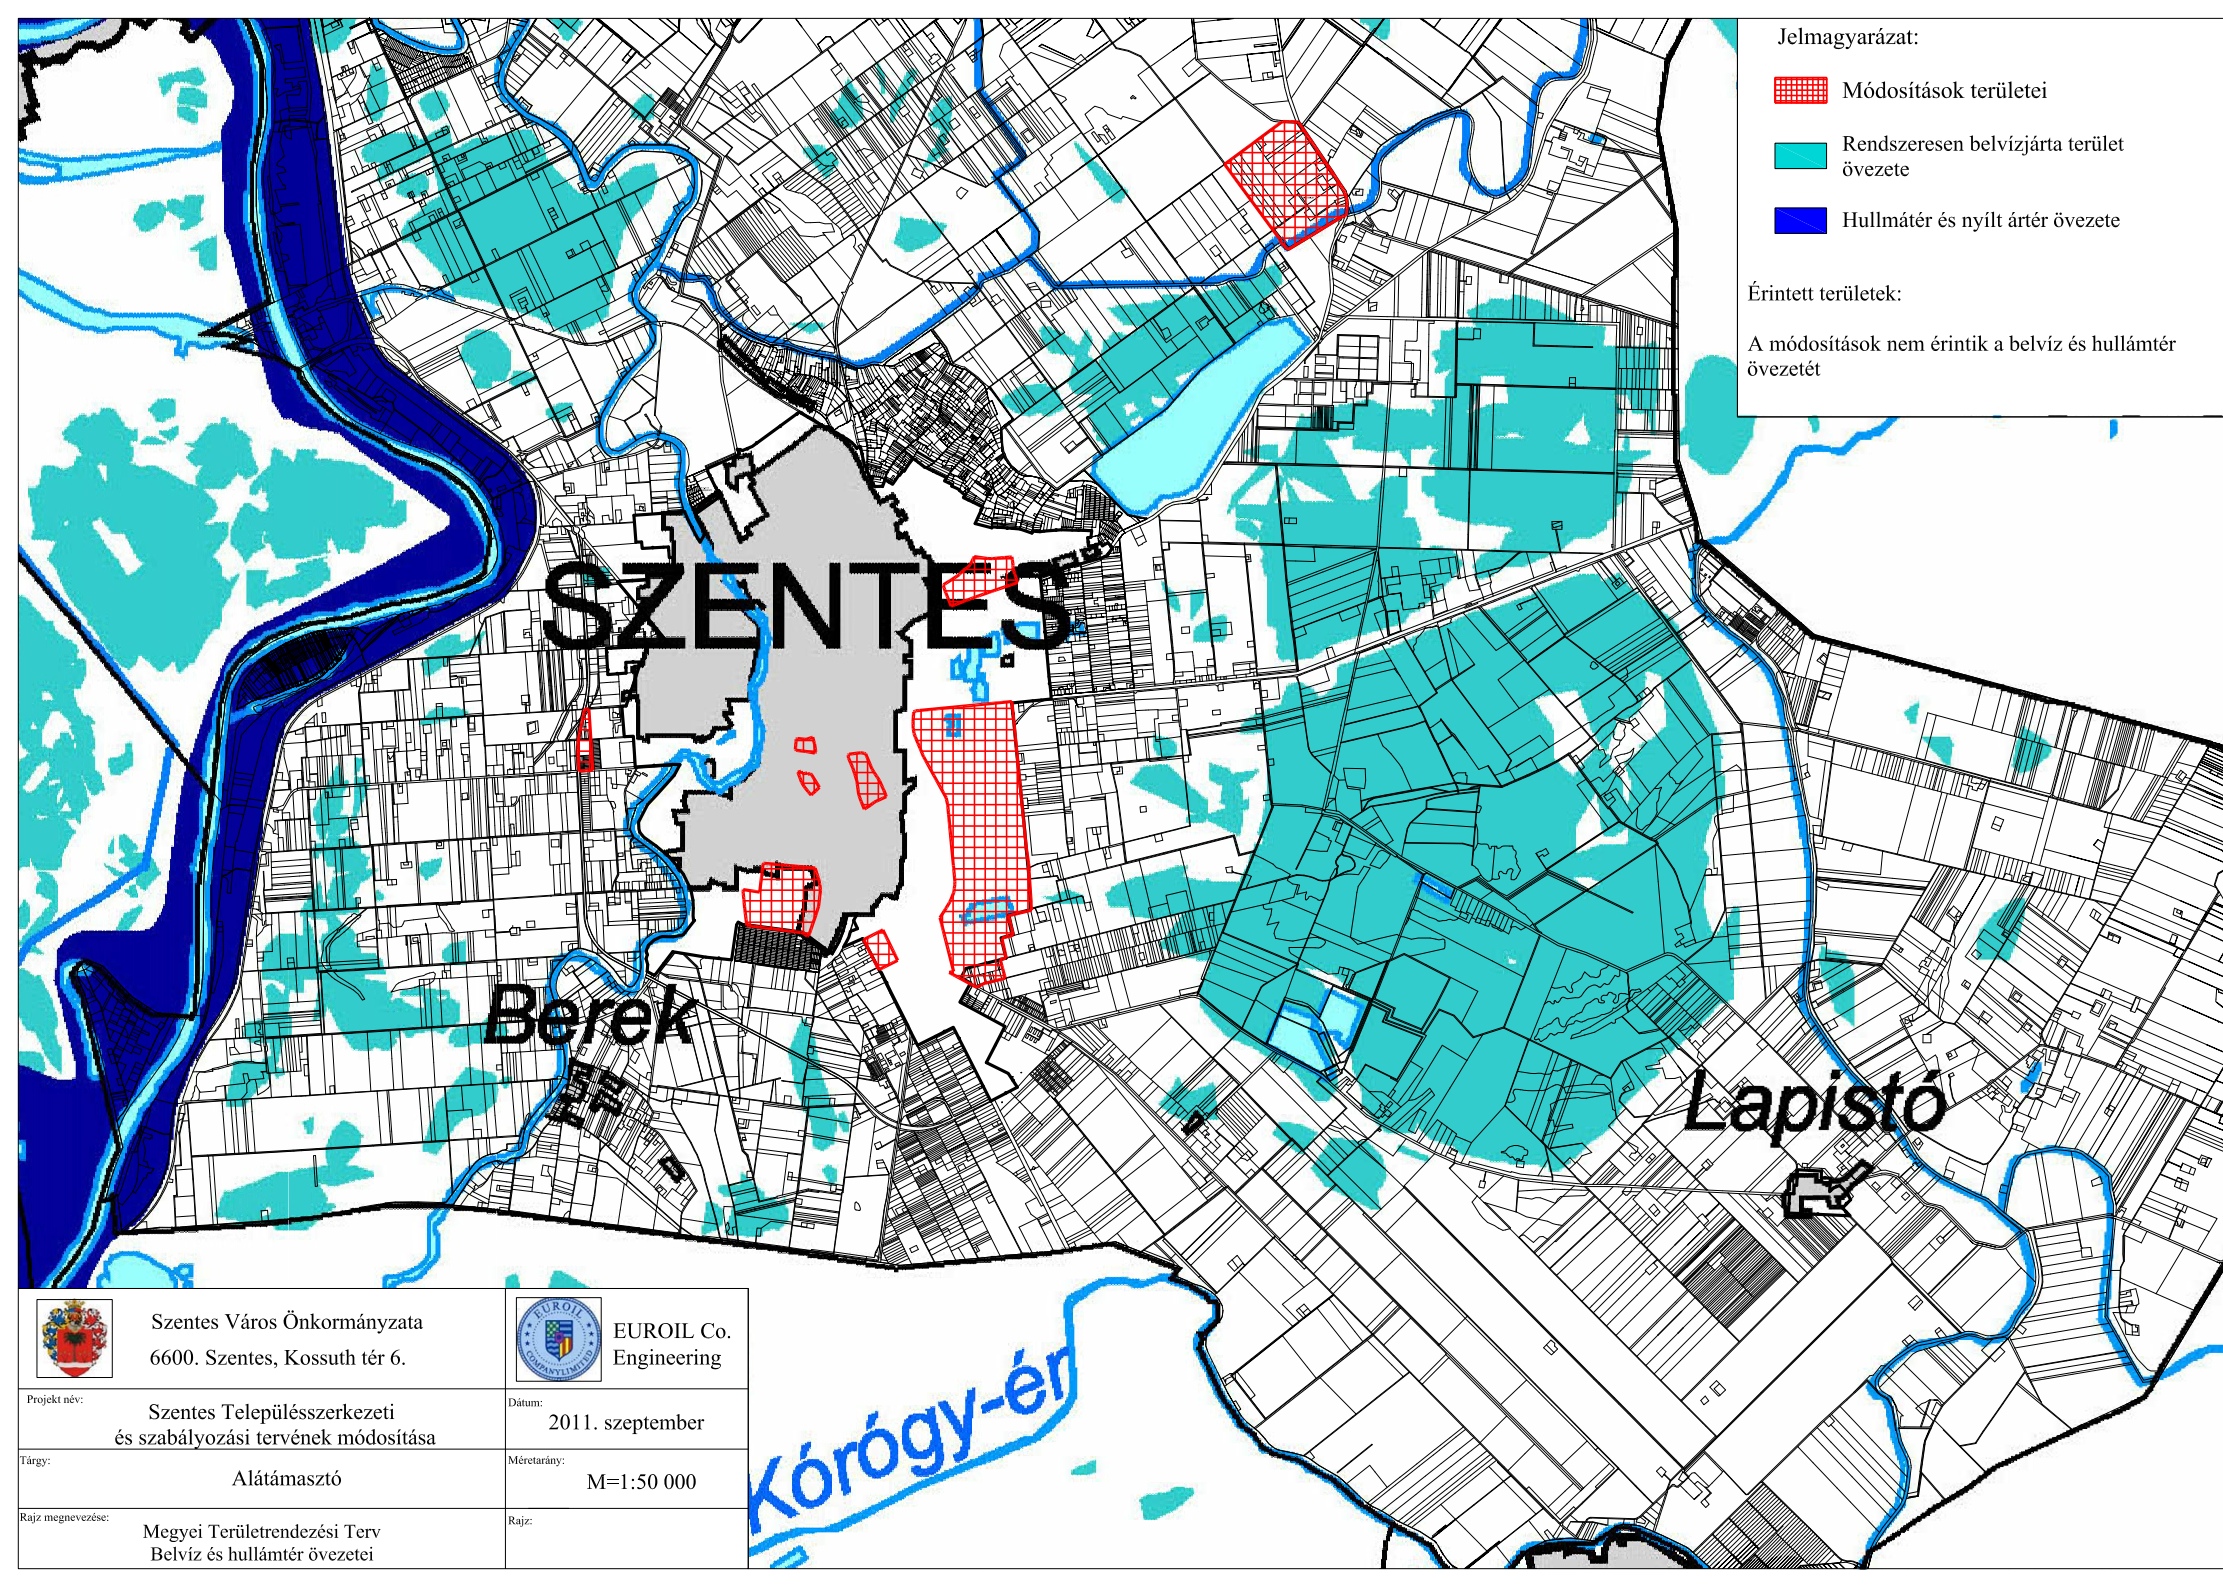 Jelmagyarázat:
Módosítások területei
Rendszeresen belvízjárta terület
övezete
Hullmátér és nyílt ártér övezete
Érintett területek:
A módosítások nem érintik a belvíz és hullámtér
övezetét
SZENTES
Berek
Lapistó
Kórógy-ér
Szentes Város Önkormányzata
6600. Szentes, Kossuth tér 6.
EUROIL
COMPANYLIMITED
EUROIL Co.
Engineering
Projekt név:
Szentes Településszerkezeti
és szabályozási tervének módosítása
Dátum:
2011. szeptember
Tárgy:
Alátámasztó
Méretarány:
M=1:50 000
Rajz megnevezése:
Megyei Területrendezési Terv
Belvíz és hullámtér övezetei
Rajz: